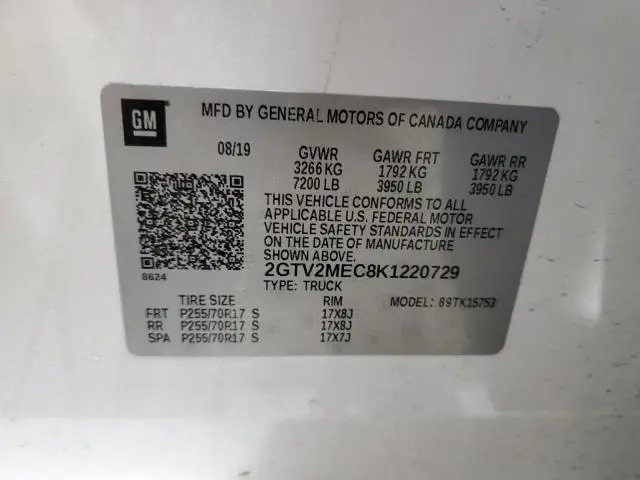 GM
MFD BY GENERAL MOTORS OF CANADA COMPANY
08/19 GVWR GAWR FRT GAWR RR
3266 KG 1792 KG 1792 KG
7200 LB 3950 LB 3950 LB
THIS VEHICLE CONFORMS TO ALL
APPLICABLE U.S. FEDERAL MOTOR
VEHICLE SAFETY STANDARDS IN EFFECT
ON THE DATE OF MANUFACTURE
SHOWN ABOVE.
8624
2GTV2MEC8K1220729
TYPE: TRUCK
TIRE SIZE RIM MODEL: 89TK15753
FRT P255/70R17 S 17X8J
RR P255/70R17 S 17X8J
SPA P255/70R17 S 17X7J